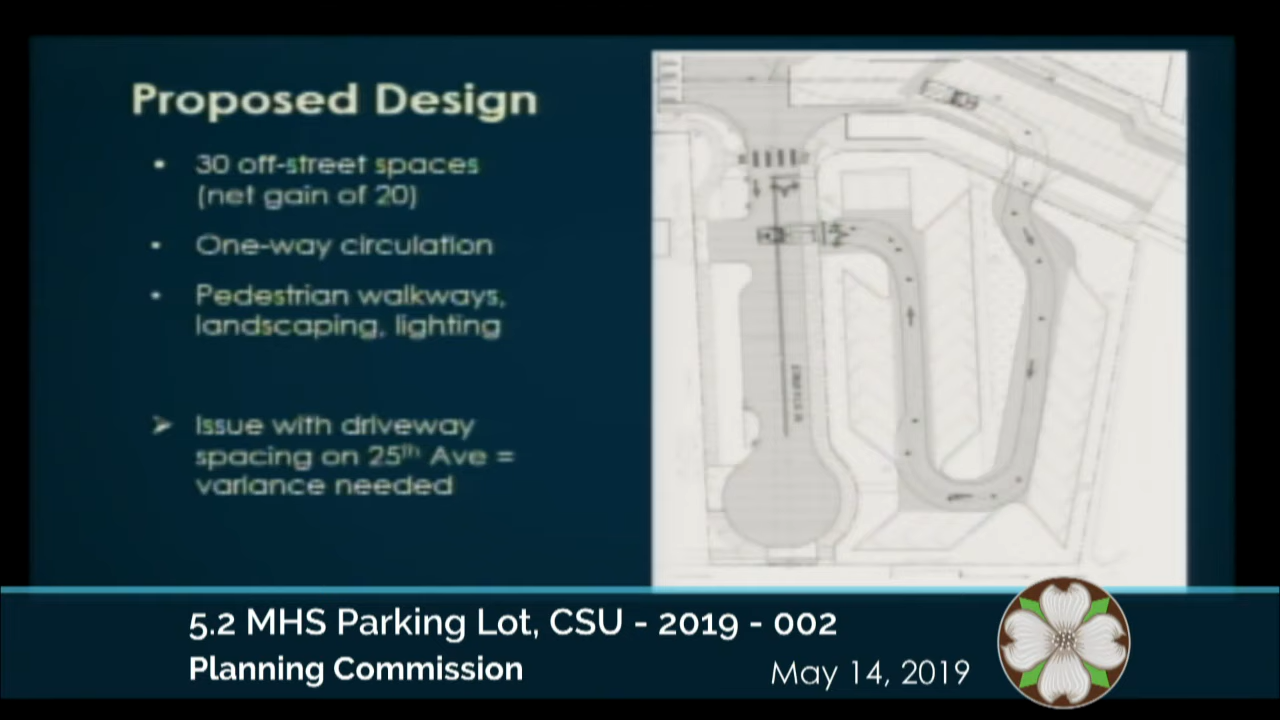 Proposed Design
• 30 off-street spaces
(net gain of 20)
• One-way circulation
• Pedestrian walkways,
landscaping, lighting
➢ Issue with driveway
spacing on 25th Ave =
variance needed
5.2 MHS Parking Lot, CSU - 2019 - 002
Planning Commission
May 14, 2019